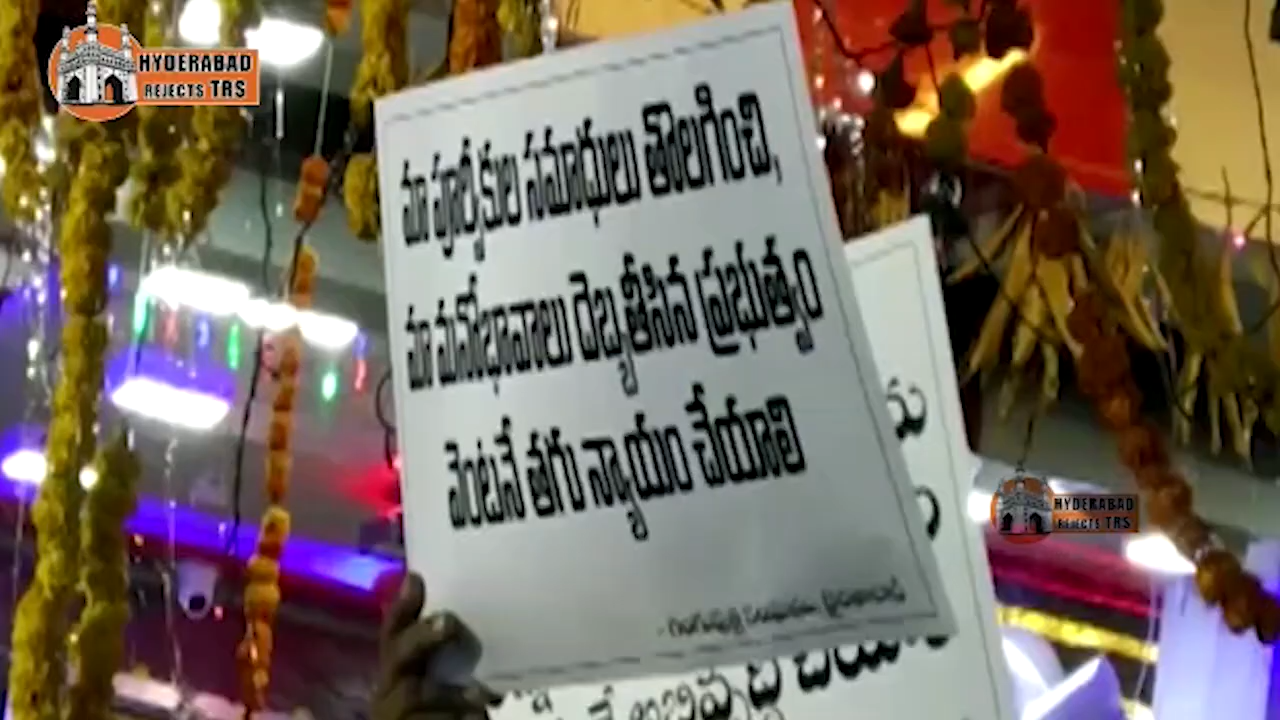 HYDERABAD
REJECTS TRS
మా పూర్వీకుల సమాధులు తొలగించి,
మా మనోభావాలు దెబ్బతీసిన ప్రభుత్వం
వెంటనే తగు న్యాయం చేయాలి
HYDERABAD
REJECTS TRS